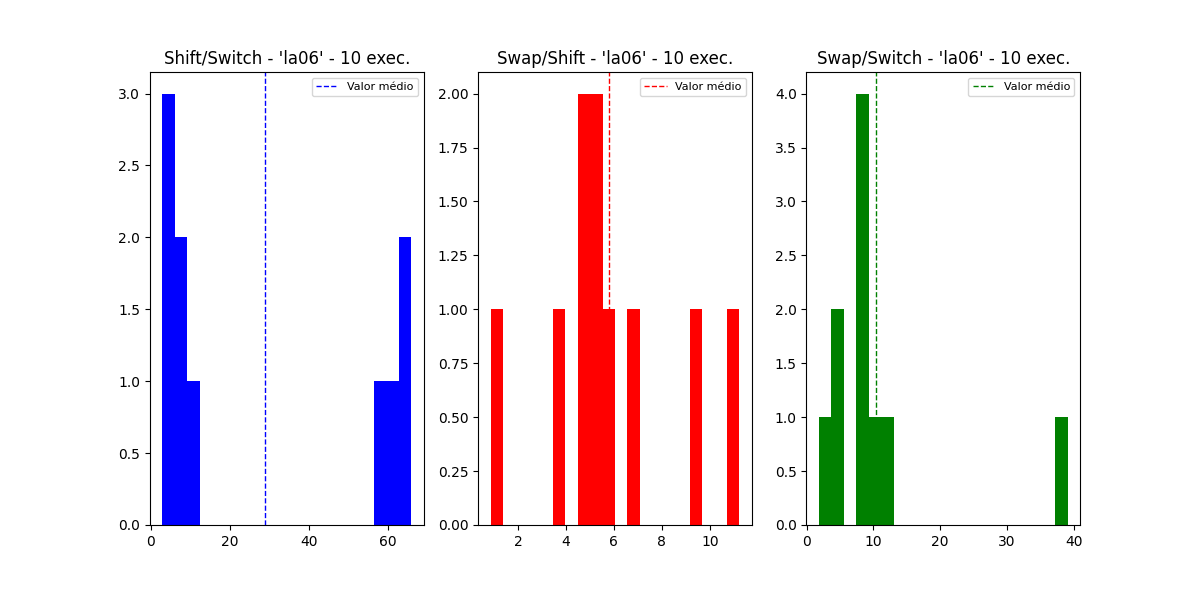 Shift/Switch - 'la06' - 10 exec.
Valor médio
3.0
2.5
2.0
1.5
1.0
0.5
0.0
0 20 40 60
Swap/Shift - 'la06' - 10 exec.
Valor médio
2.00
1.75
1.50
1.25
1.00
0.75
0.50
0.25
0.00
2 4 6 8 10
Swap/Switch - 'la06' - 10 exec.
Valor médio
4.0
3.5
3.0
2.5
2.0
1.5
1.0
0.5
0.0
0 10 20 30 40